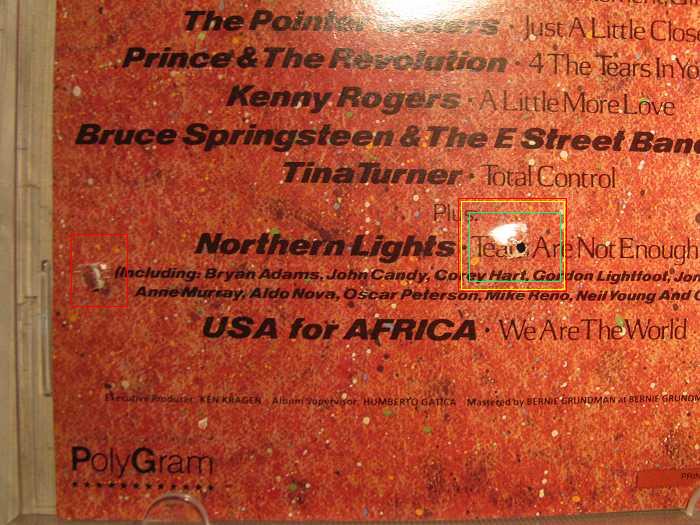 The Pointer Sisters · Just A Little Close
Prince & The Revolution · 4 The Tears In Yo
Kenny Rogers · A Little More Love
Bruce Springsteen & The E Street Band
Tina Turner · Total Control
Plus:
Northern Lights · Tears Are Not Enough
(Including: Bryan Adams, John Candy, Corey Hart, Gordon Lightfoot, Jon
Anne Murray, Aldo Nova, Oscar Peterson, Mike Reno, Neil Young And
USA for AFRICA · We Are The World
Executive Producer: KEN KRAGEN Album Supervisor: HUMBERTO GATICA Mastered by BERNIE GRUNDMAN at BERNIE GRUNDM
PolyGram
PRIN